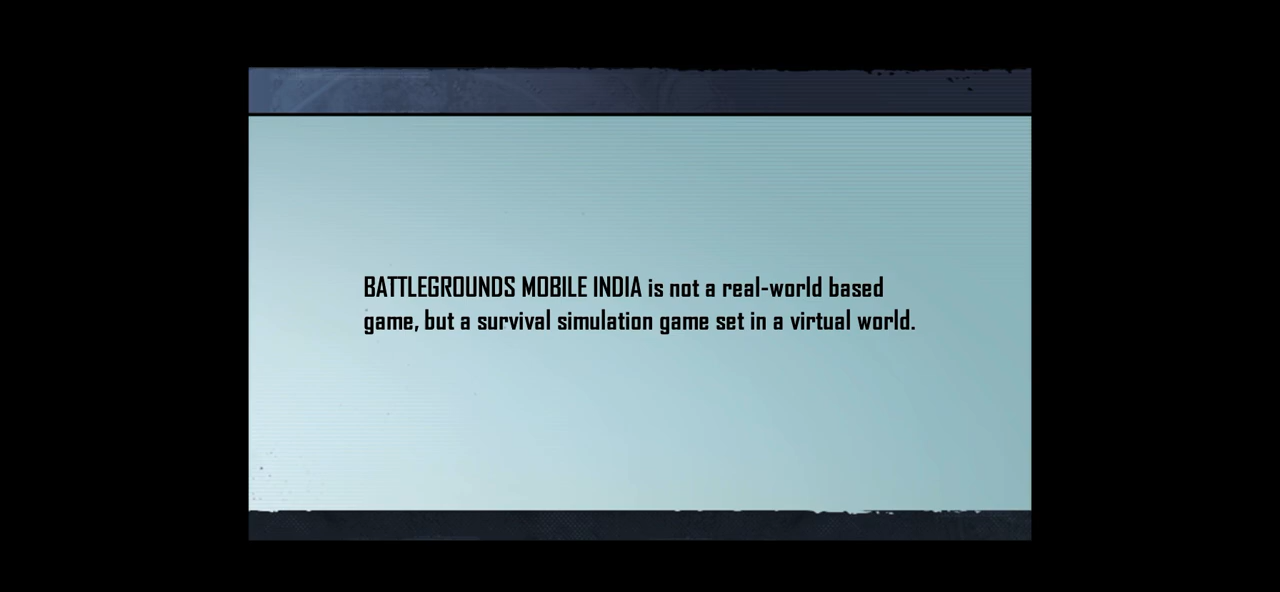 BATTLEGROUNDS MOBILE INDIA is not a real-world based
game, but a survival simulation game set in a virtual world.